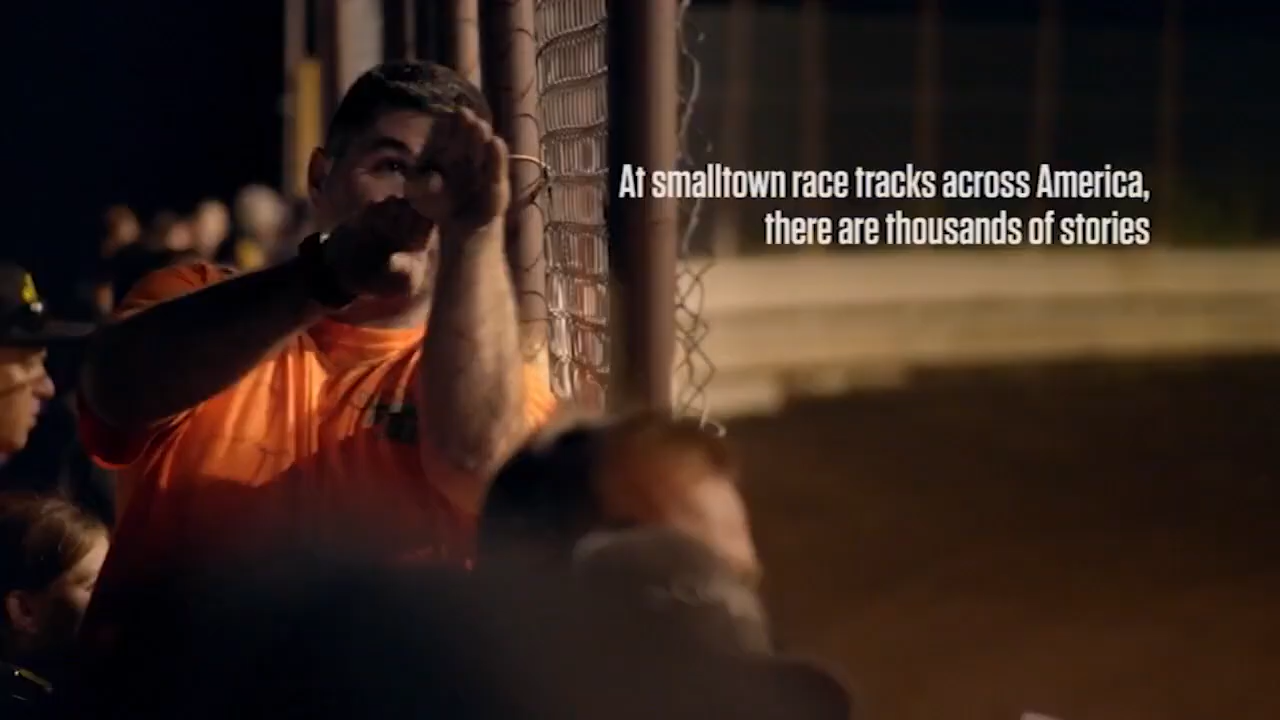 At smalltown race tracks across America,
there are thousands of stories